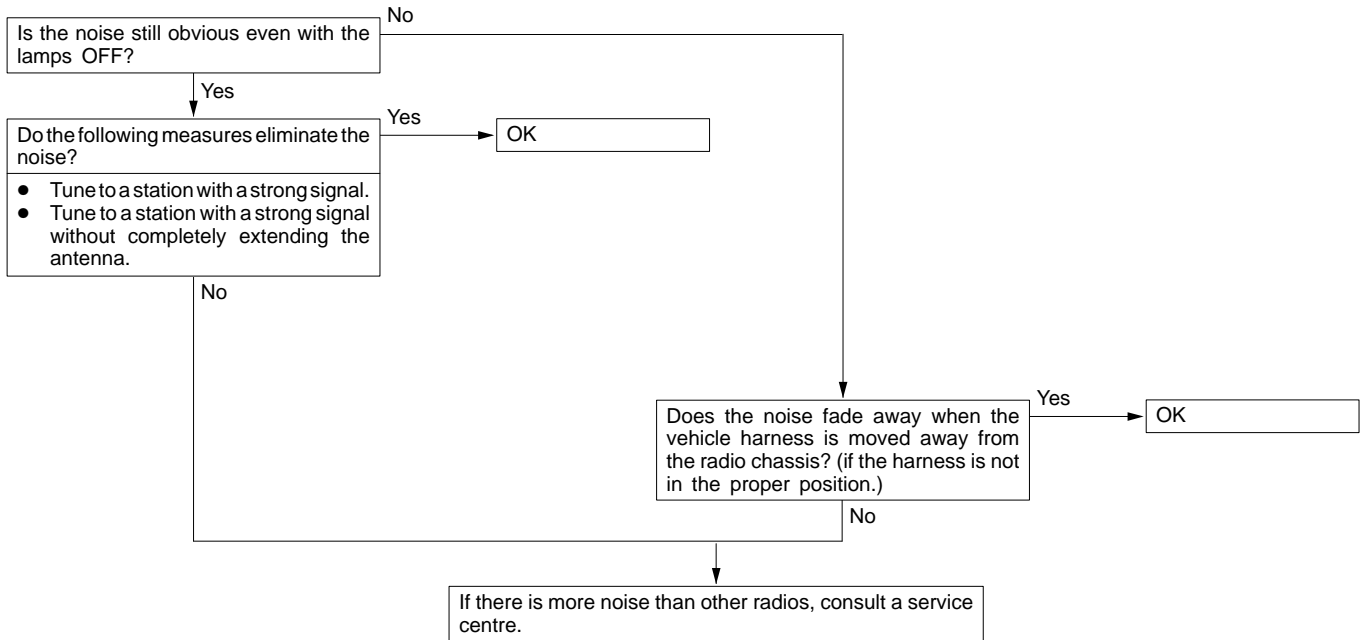 Is the noise still obvious even with the
lamps OFF?
No
Yes
Do the following measures eliminate the
noise?
Yes
OK
● Tune to a station with a strong signal.
● Tune to a station with a strong signal
without completely extending the
antenna.
No
Does the noise fade away when the
vehicle harness is moved away from
the radio chassis? (if the harness is not
in the proper position.)
Yes
OK
No
If there is more noise than other radios, consult a service
centre.